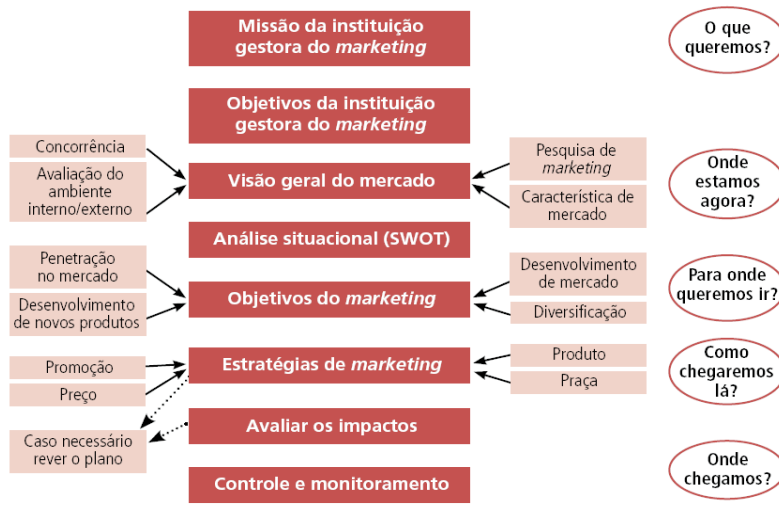 Missão da instituição
gestora do marketing
O que
queremos?
Objetivos da instituição
gestora do marketing
Concorrência
Avaliação do
ambiente
interno/externo
Visão geral do mercado
Pesquisa de
marketing
Característica de
mercado
Onde
estamos
agora?
Análise situacional (SWOT)
Penetração
no mercado
Desenvolvimento
de novos produtos
Objetivos do marketing
Desenvolvimento
de mercado
Diversificação
Para onde
queremos ir?
Promoção
Preço
Estratégias de marketing
Produto
Praça
Como
chegaremos
lá?
Caso necessário
rever o plano
Avaliar os impactos
Controle e monitoramento
Onde
chegamos?